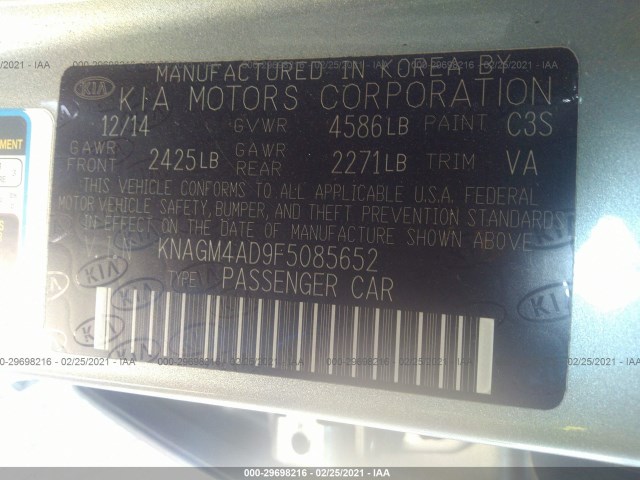 000-29698216 - 02/25/2021 - IAA
MANUFACTURED IN KOREA BY
KIA
KIA MOTORS CORPORATION
12/14 GVWR 4586LB PAINT C3S
GAWR FRONT 2425LB GAWR REAR 2271LB TRIM VA
THIS VEHICLE CONFORMS TO ALL APPLICABLE U.S.A. FEDERAL
MOTOR VEHICLE SAFETY, BUMPER, AND THEFT PREVENTION STANDARDS
IN EFFECT ON THE DATE OF MANUFACTURE SHOWN ABOVE.
KNAGM4AD9F5085652
TYPE: PASSENGER CAR
000-29698216 - 02/25/2021 - IAA
000-29698216 - 02/25/2021 - IAA